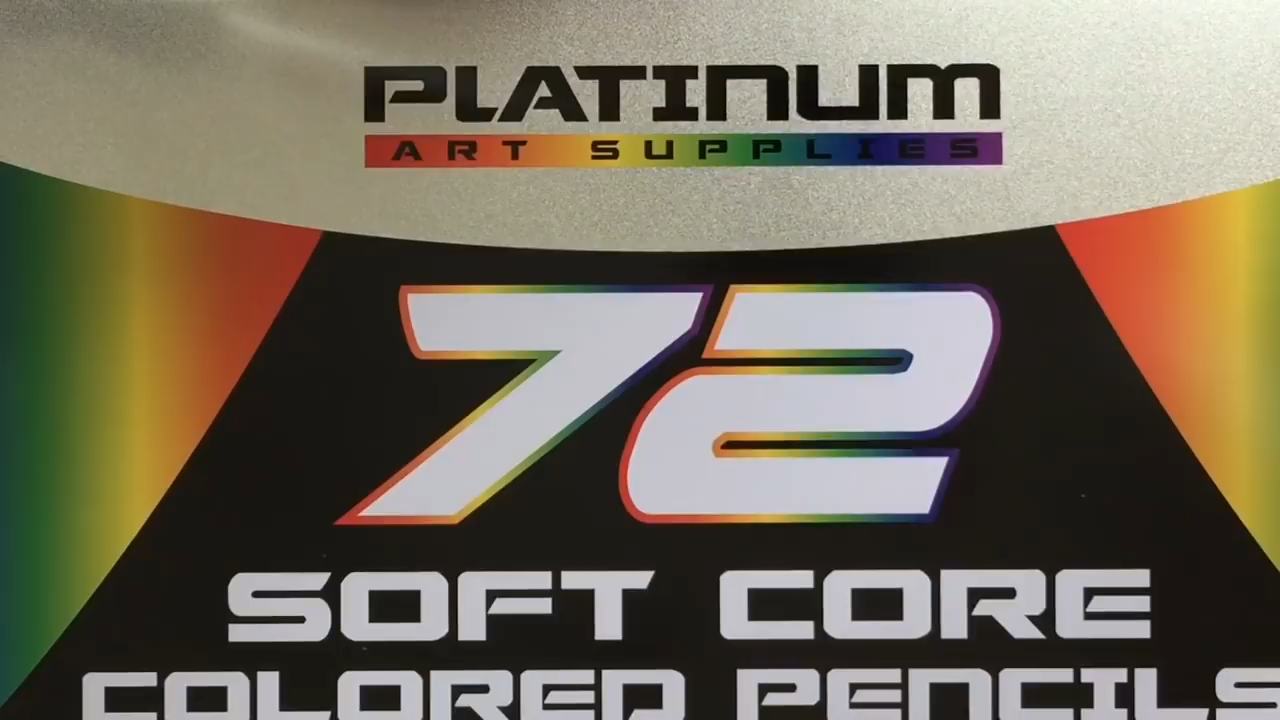 PLATINUM
ART SUPPLIES
72
SOFT CORE
COLORED PENCILS